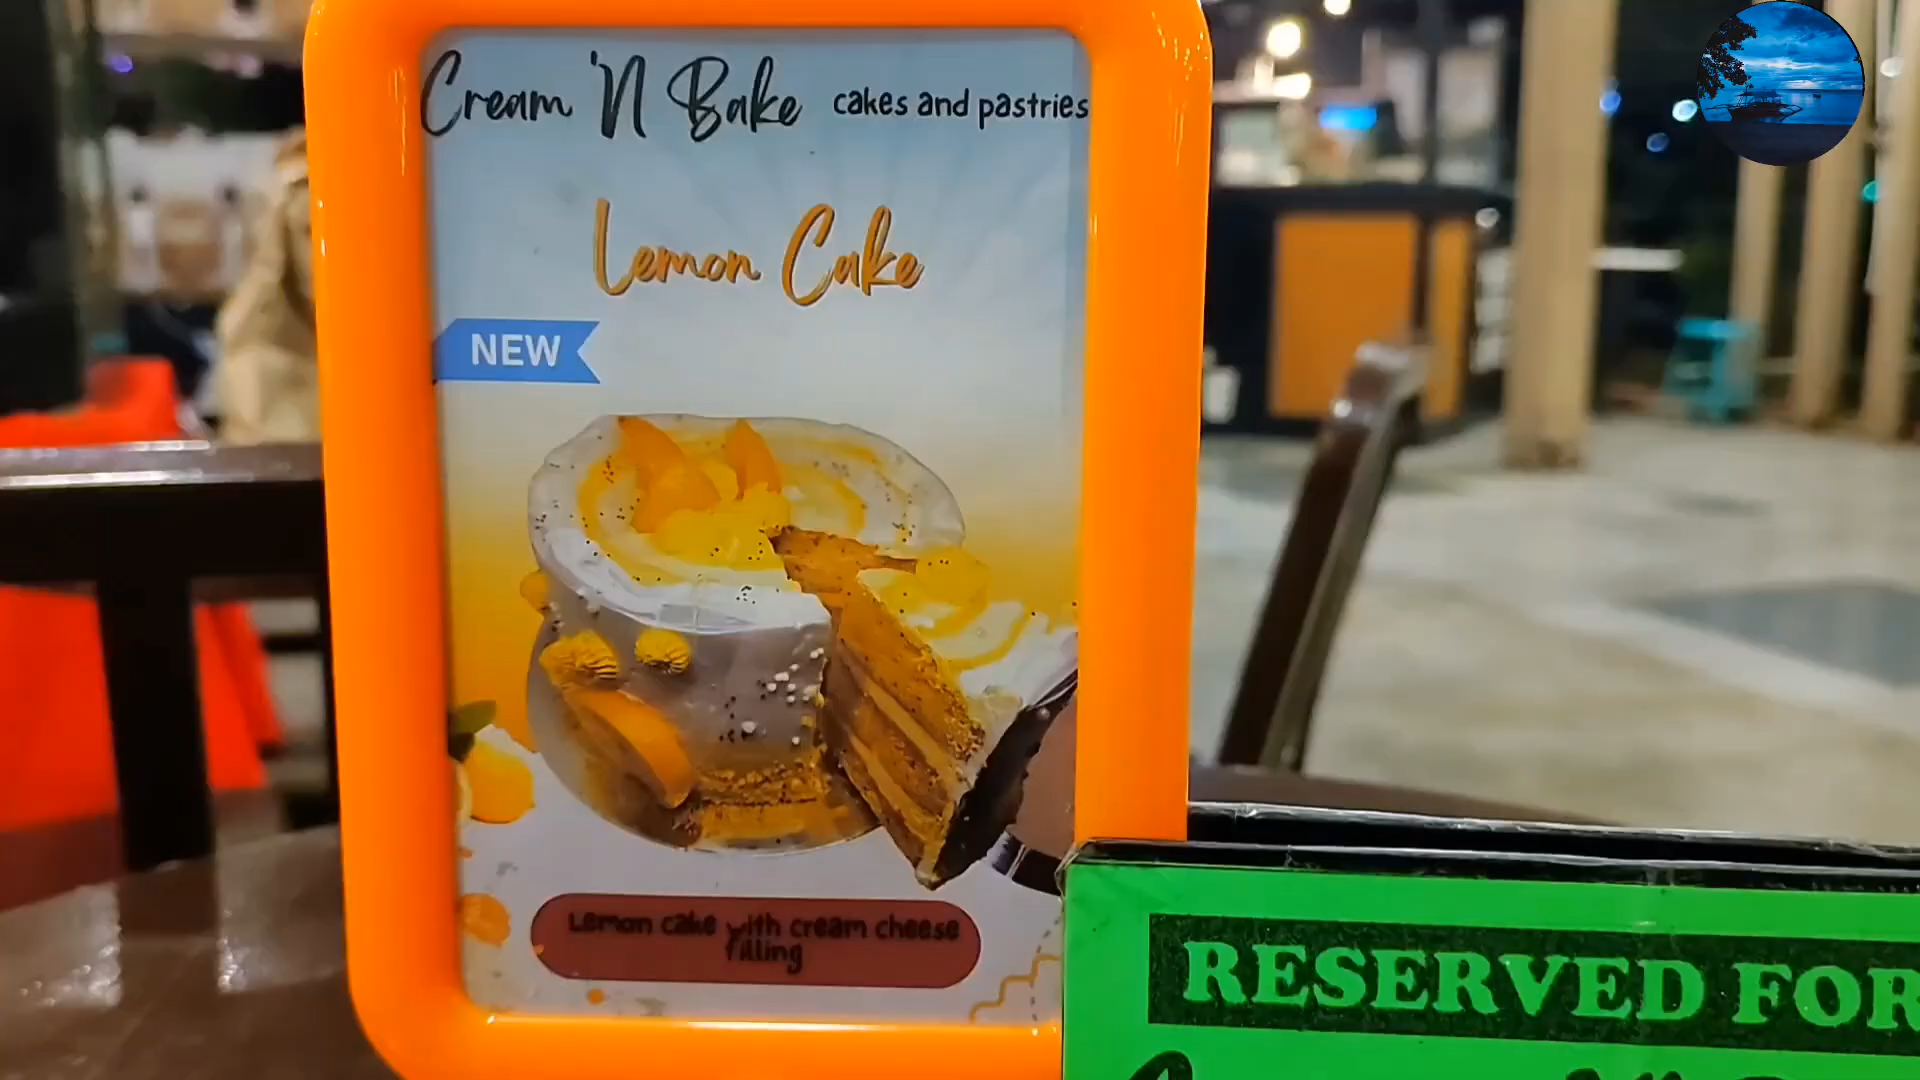 Cream 'N Bake cakes and pastries
Lemon Cake
NEW
Lemon cake with cream cheese
filling
RESERVED FOR